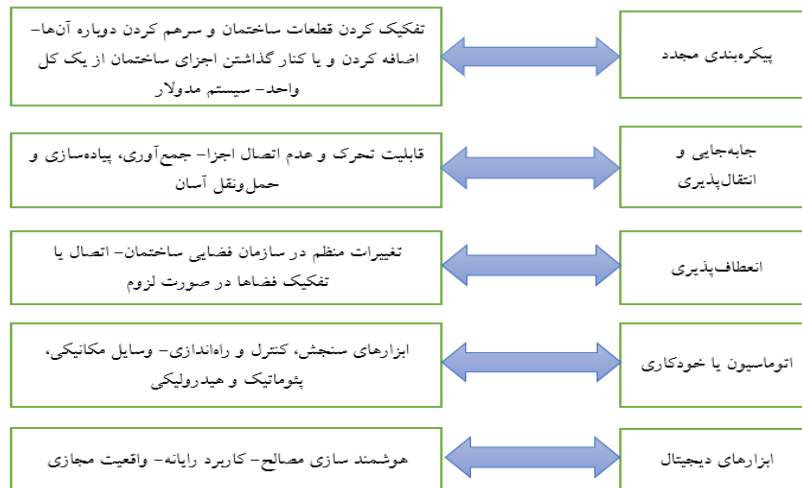 پیکره‌بندی مجدد
تفکیک کردن قطعات ساختمان و سرهم کردن دوباره آن‌ها-
اضافه کردن و یا کنار گذاشتن اجزای ساختمان از یک کل
واحد- سیستم مدولار
جابه‌جایی و
انتقال‌پذیری
قابلیت تحرک و عدم اتصال اجزا- جمع‌آوری، پیاده‌سازی و
حمل‌ونقل آسان
انعطاف‌پذیری
تغییرات منظم در سازمان فضایی ساختمان- اتصال یا
تفکیک فضاها در صورت لزوم
اتوماسیون یا خودکاری
ابزارهای سنجش، کنترل و راه‌اندازی- وسایل مکانیکی،
پئوماتیک و هیدرولیکی
ابزارهای دیجیتال
هوشمند سازی مصالح- کاربرد رایانه- واقعیت مجازی